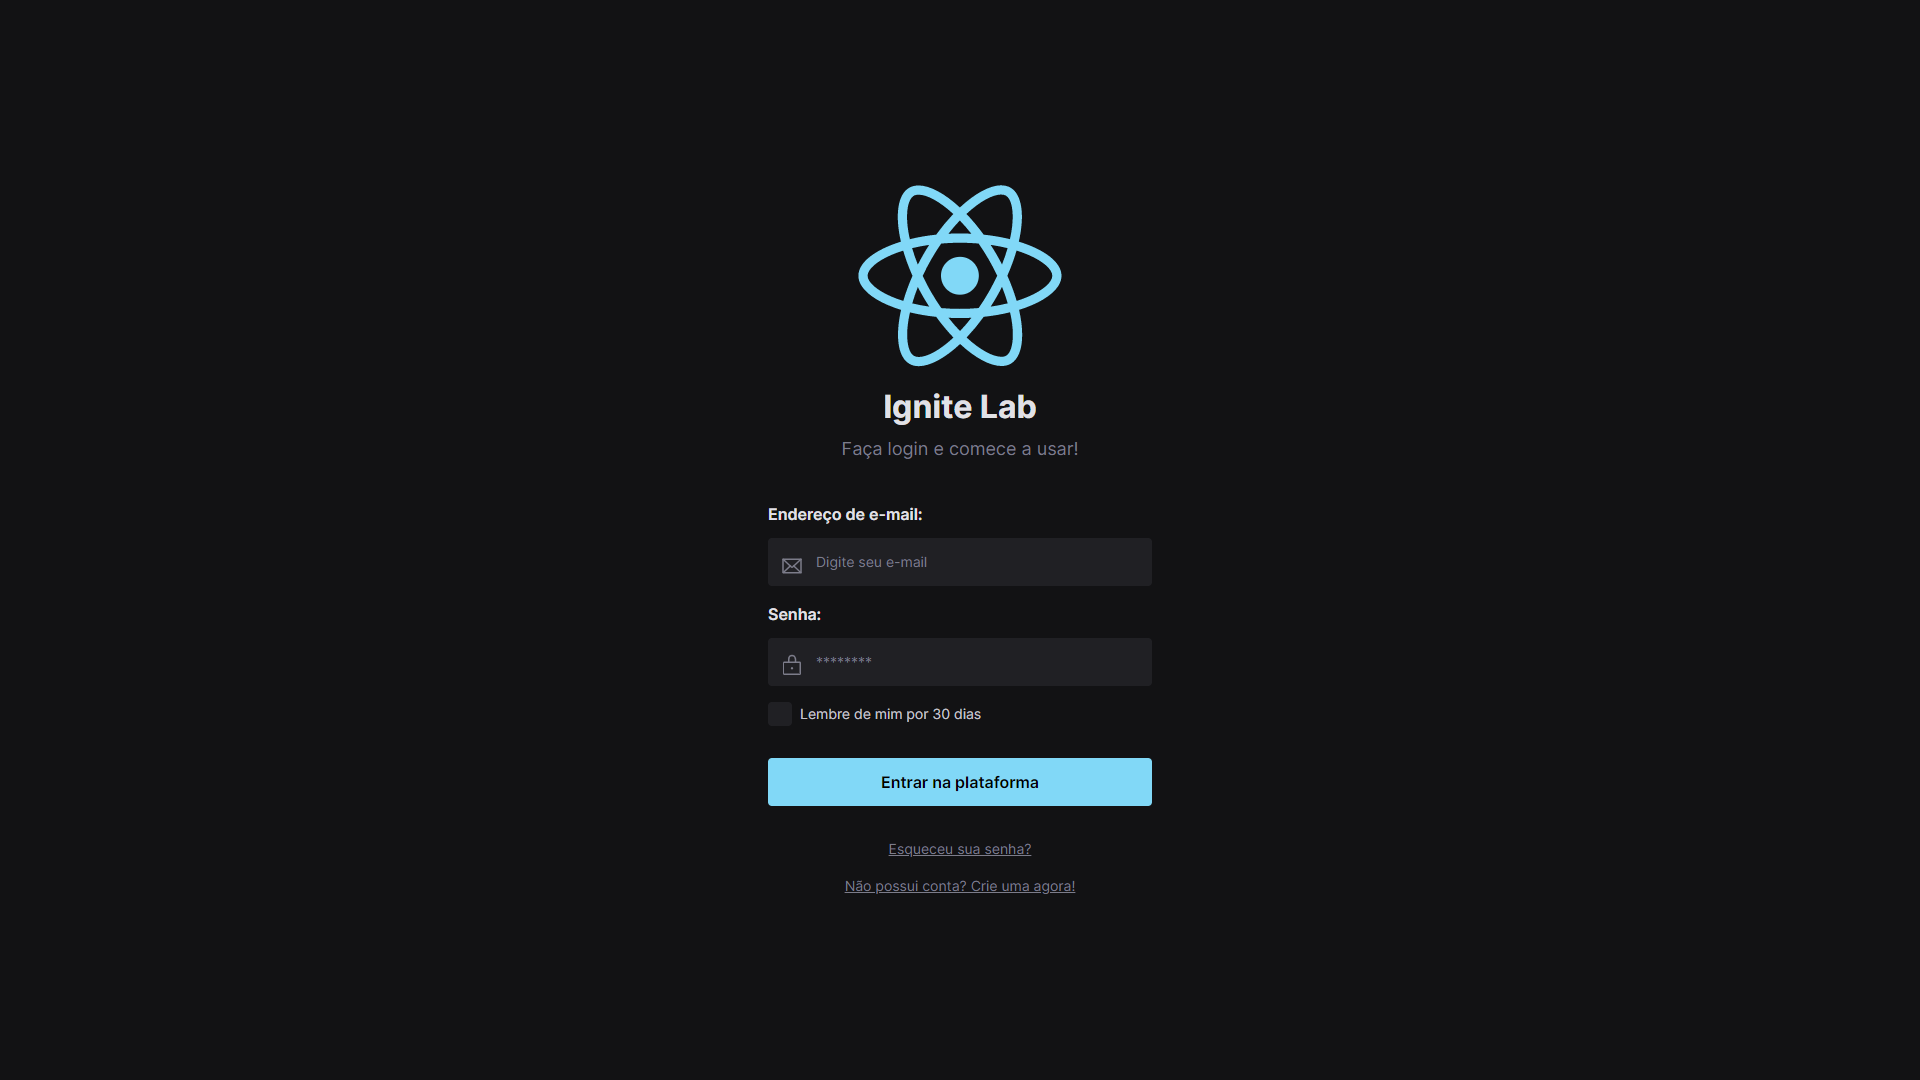 Ignite Lab
Faça login e comece a usar!
Endereço de e-mail:
Digite seu e-mail
Senha:
********
Lembre de mim por 30 dias
Entrar na plataforma
Esqueceu sua senha?
Não possui conta? Crie uma agora!